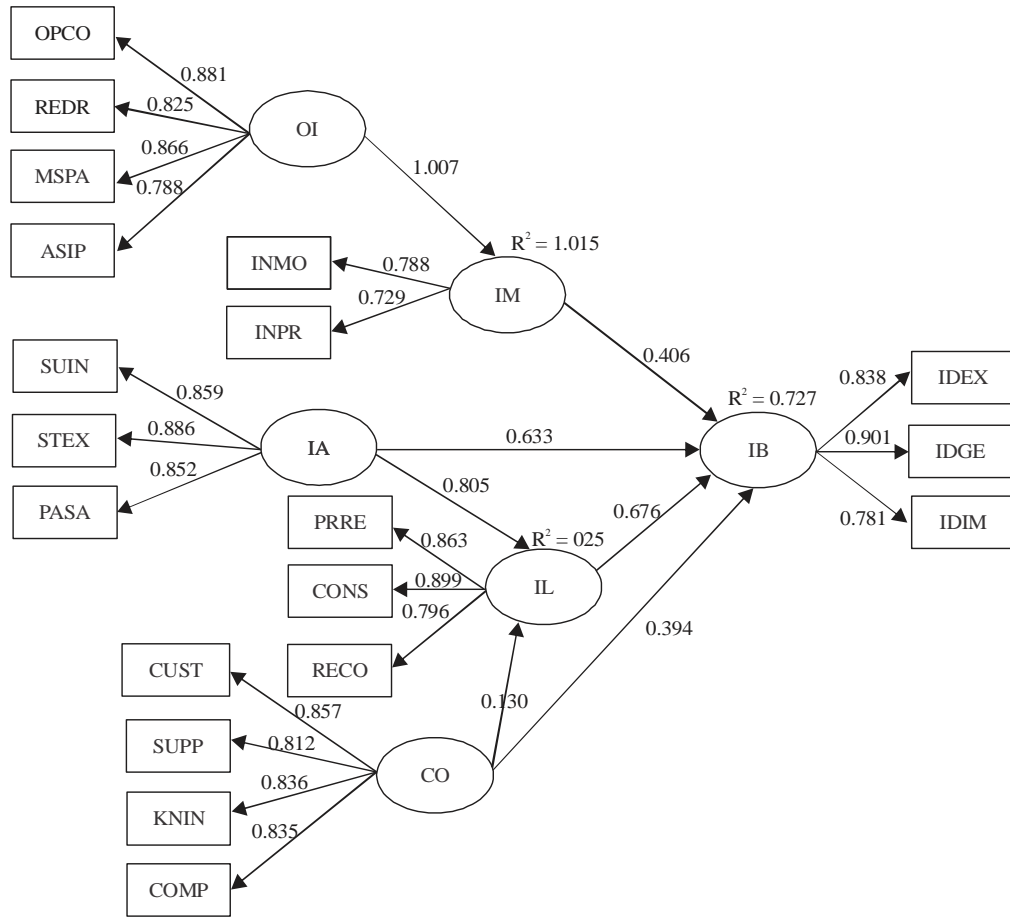 OPCO
0.881
REDR
0.825
OI
0.866
MSPA
0.788
1.007
ASIP
R² = 1.015
INMO
0.788
IM
0.729
INPR
SUIN
0.406
0.838
IDEX
0.859
R² = 0.727
STEX
0.886
IA
0.633
IB
0.901
IDGE
0.852
0.805
PASA
PRRE
0.676
0.781
IDIM
0.863
R² = 025
CONS
0.899
IL
0.796
0.394
CUST
RECO
0.857
0.130
SUPP
0.812
CO
0.836
KNIN
0.835
COMP